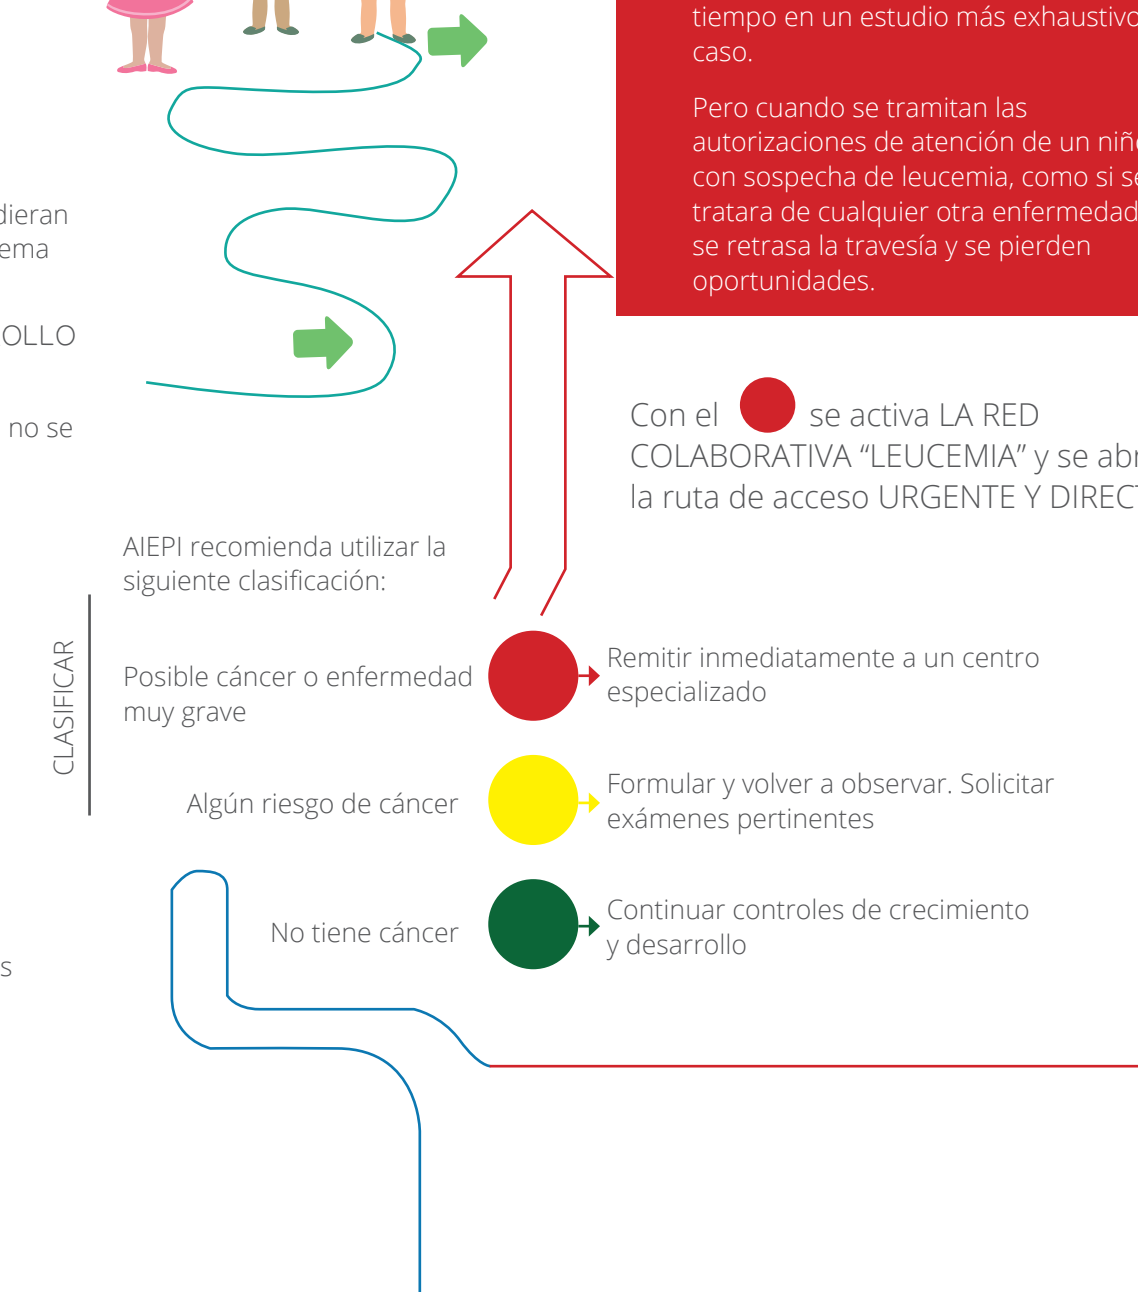 tiempo en un estudio más exhaustivo
caso.
Pero cuando se tramitan las
autorizaciones de atención de un niño
con sospecha de leucemia, como si se
tratara de cualquier otra enfermedad
se retrasa la travesía y se pierden
oportunidades.
dieran
ema
OLLO
no se
Con el se activa LA RED
COLABORATIVA “LEUCEMIA” y se abr
la ruta de acceso URGENTE Y DIRECT
AIEPI recomienda utilizar la
siguiente clasificación:
CLASIFICAR
Posible cáncer o enfermedad
muy grave
Remitir inmediatamente a un centro
especializado
Algún riesgo de cáncer
Formular y volver a observar. Solicitar
exámenes pertinentes
No tiene cáncer
Continuar controles de crecimiento
y desarrollo
s